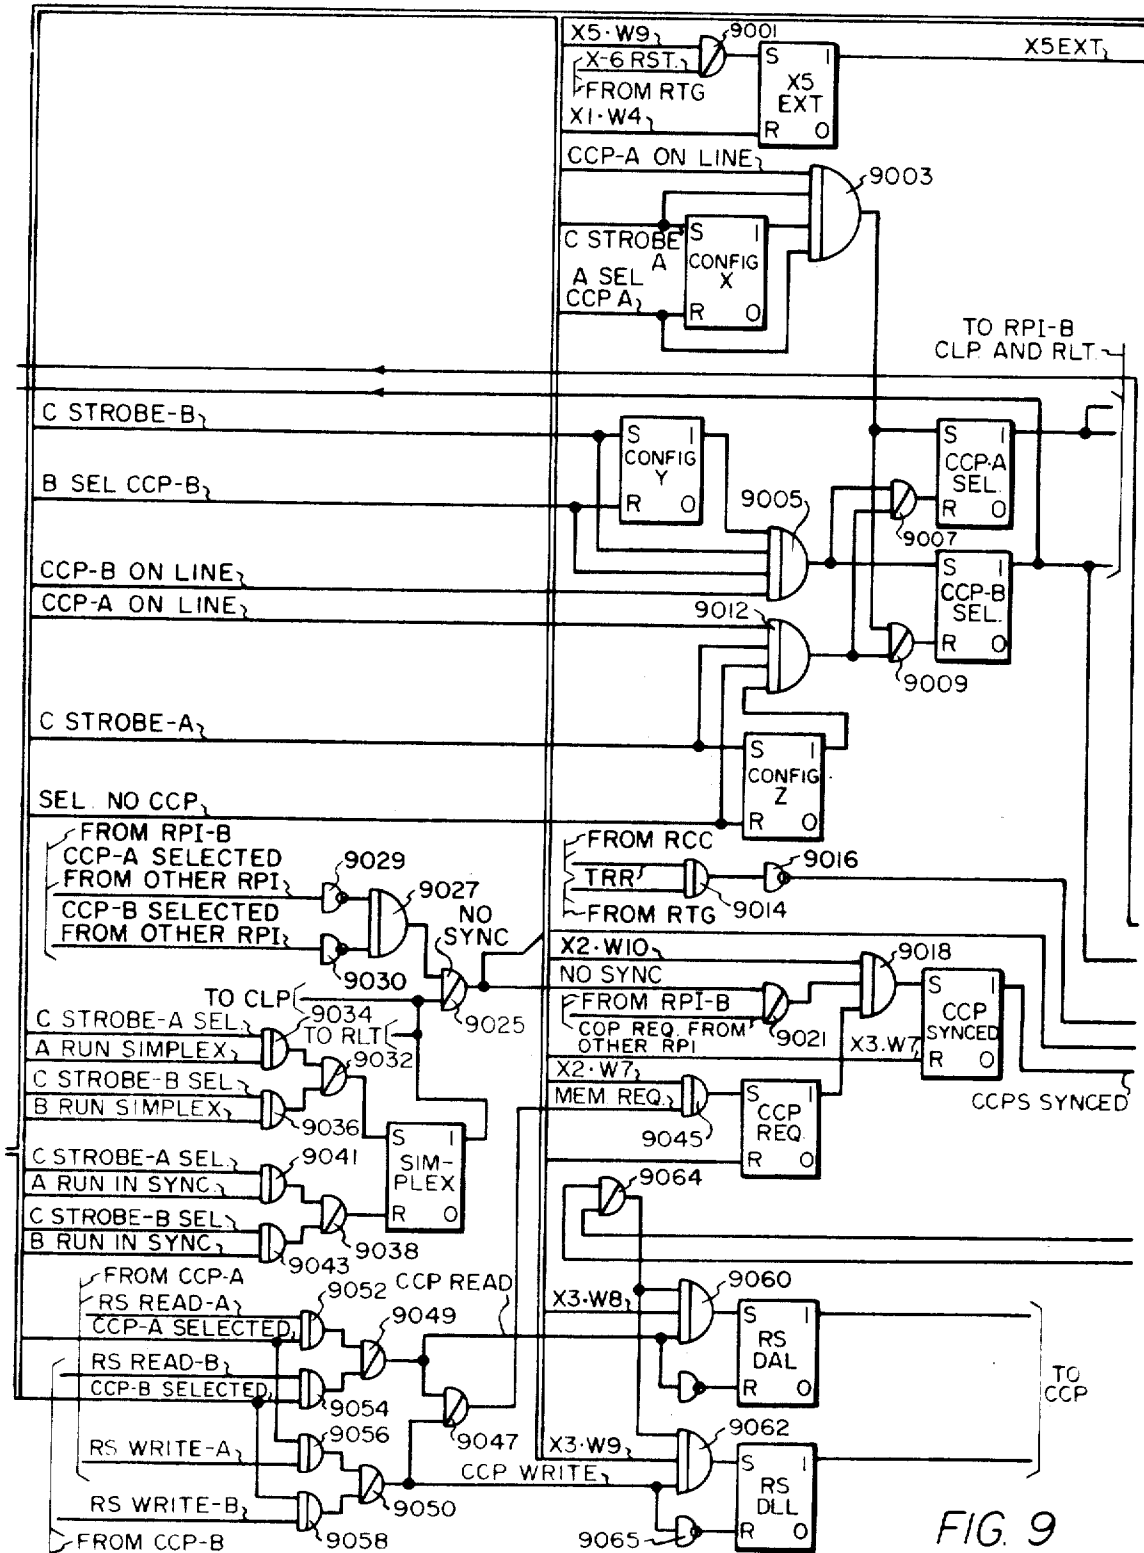 X5·W9
9001
X-6 RST.
FROM RTG
X1·W4
S I
X5
EXT
R O
X5EXT
CCP-A ON LINE
9003
C STROBE
A
A SEL
CCP A
S I
CONFIG
X
R O
TO RPI-B
CLP AND RLT.
C STROBE-B
B SEL CCP-B
S I
CONFIG
Y
R O
9005
9007
S I
CCP-A
SEL.
R O
CCP-B ON LINE
CCP-A ON LINE
9012
S I
CCP-B
SEL.
R O
9009
C STROBE-A
SEL. NO CCP
S I
CONFIG
Z
R O
FROM RPI-B
CCP-A SELECTED
FROM OTHER RPI
CCP-B SELECTED
FROM OTHER RPI
9029
9027
9030
NO
SYNC
9025
FROM RCC
TRR
FROM RTG
9014
9016
X2·W10
NO SYNC
FROM RPI-B
COP REQ. FROM
OTHER RPI
9018
9021
S I
CCP
SYNCED
R O
X3.W7
CCPS SYNCED
TO CLP
TO RLT
C STROBE-A SEL.
A RUN SIMPLEX
9034
9032
C STROBE-B SEL.
B RUN SIMPLEX
9036
X2·W7
MEM. REQ.
9045
S I
CCP
REQ.
R O
C STROBE-A SEL.
A RUN IN SYNC.
9041
C STROBE-B SEL.
B RUN IN SYNC
9043
9038
S I
SIM-
PLEX
R O
9064
FROM CCP-A
RS READ-A
CCP-A SELECTED
9052
9049
CCP READ
RS READ-B
CCP-B SELECTED
9054
X3·W8
9060
S I
RS
DAL
R O
TO
CCP
9056
9047
RS WRITE-A
X3·W9
9062
CCP WRITE
S I
RS
DLL
R O
RS WRITE-B
9050
9058
9065
FROM CCP-B
FIG. 9